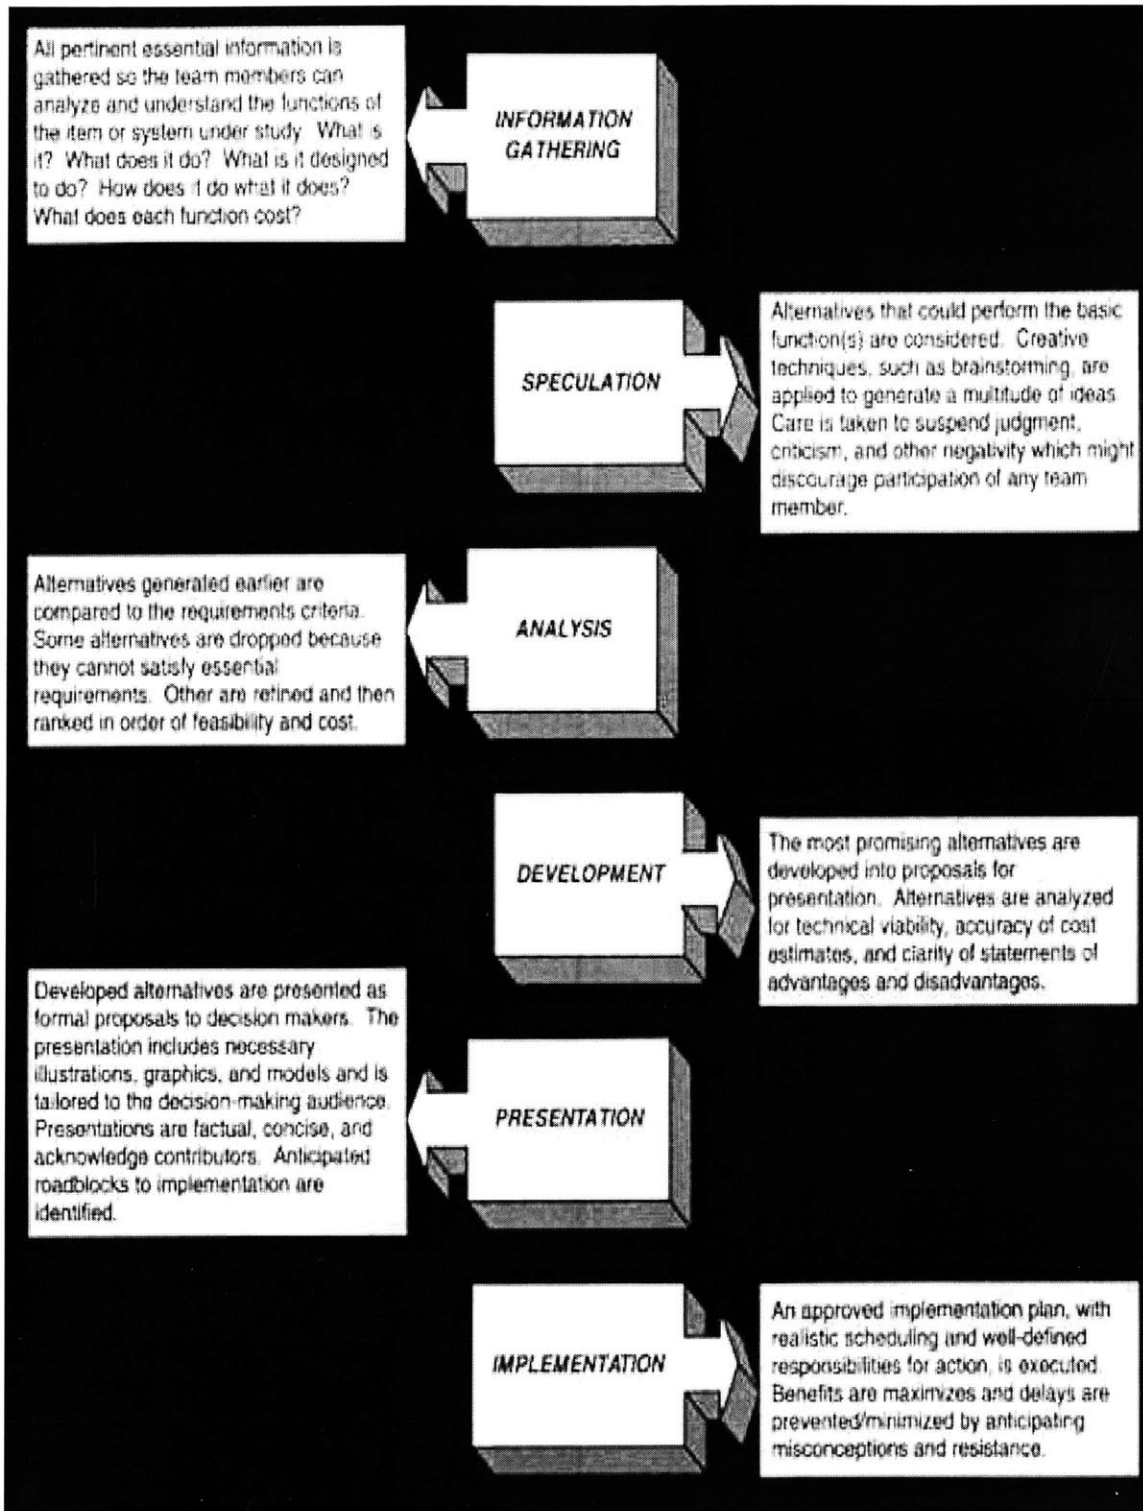 All pertinent essential information is
gathered so the team members can
analyze and understand the functions of
the item or system under study. What is
it? What does it do? What is it designed
to do? How does it do what it does?
What does each function cost?
INFORMATION
GATHERING
SPECULATION
Alternatives that could perform the basic
function(s) are considered. Creative
techniques, such as brainstorming, are
applied to generate a multitude of ideas.
Care is taken to suspend judgment,
criticism, and other negativity which might
discourage participation of any team
member.
Alternatives generated earlier are
compared to the requirements criteria.
Some alternatives are dropped because
they cannot satisfy essential
requirements. Other are refined and then
ranked in order of feasibility and cost.
ANALYSIS
DEVELOPMENT
The most promising alternatives are
developed into proposals for
presentation. Alternatives are analyzed
for technical viability, accuracy of cost
estimates, and clarity of statements of
advantages and disadvantages.
Developed alternatives are presented as
formal proposals to decision makers. The
presentation includes necessary
illustrations, graphics, and models and is
tailored to the decision-making audience.
Presentations are factual, concise, and
acknowledge contributors. Anticipated
roadblocks to implementation are
identified.
PRESENTATION
IMPLEMENTATION
An approved implementation plan, with
realistic scheduling and well-defined
responsibilities for action, is executed.
Benefits are maximizes and delays are
prevented/minimized by anticipating
misconceptions and resistance.